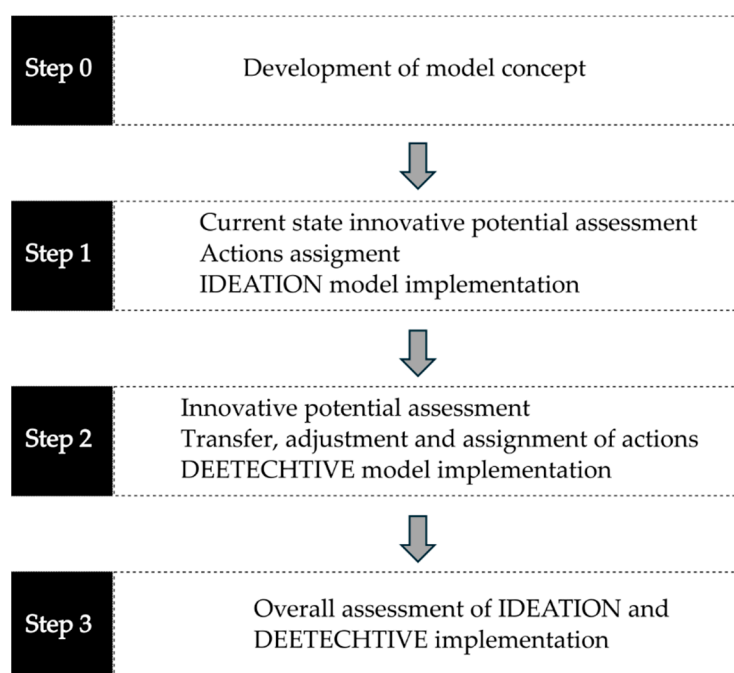 Step 0
Development of model concept
Step 1
Current state innovative potential assessment
Actions assigment
IDEATION model implementation
Step 2
Innovative potential assessment
Transfer, adjustment and assignment of actions
DEETECHTIVE model implementation
Step 3
Overall assessment of IDEATION and
DEETECHTIVE implementation